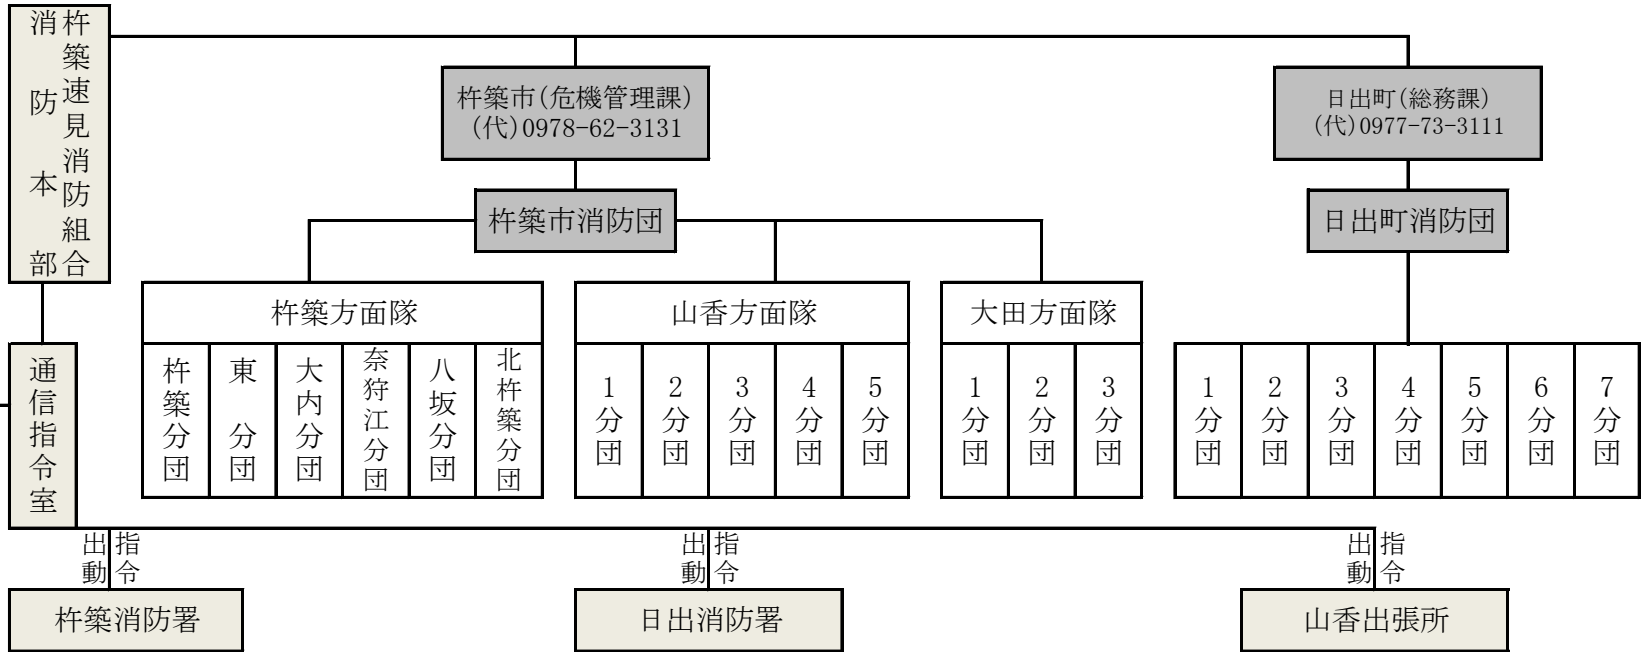 杵築速見消防組合
消防本部
杵築市(危機管理課)
(代)0978-62-3131
日出町(総務課)
(代)0977-73-3111
杵築市消防団
日出町消防団
杵築方面隊
山香方面隊
大田方面隊
通信指令室
杵築分団
東分団
大内分団
奈狩江分団
八坂分団
北杵築分団
1分団
2分団
3分団
4分団
5分団
1分団
2分団
3分団
1分団
2分団
3分団
4分団
5分団
6分団
7分団
指令
出動
指令
出動
指令
出動
杵築消防署
日出消防署
山香出張所